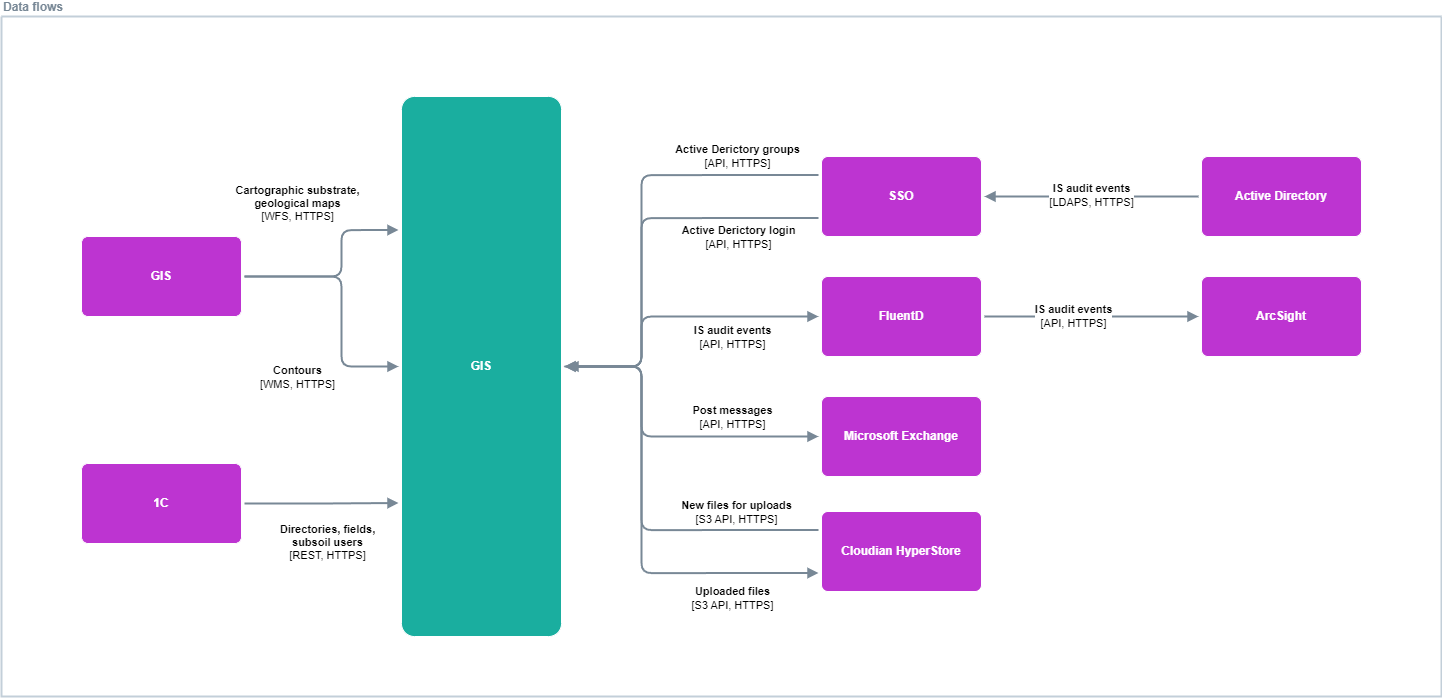 Data flows
Cartographic substrate,
geological maps
[WFS, HTTPS]
GIS
Contours
[WMS, HTTPS]
1C
Directories, fields,
subsoil users
[REST, HTTPS]
GIS
Active Derictory groups
[API, HTTPS]
SSO
Active Derictory login
[API, HTTPS]
IS audit events
[LDAPS, HTTPS]
Active Directory
IS audit events
[API, HTTPS]
FluentD
IS audit events
[API, HTTPS]
ArcSight
Post messages
[API, HTTPS]
Microsoft Exchange
New files for uploads
[S3 API, HTTPS]
Cloudian HyperStore
Uploaded files
[S3 API, HTTPS]